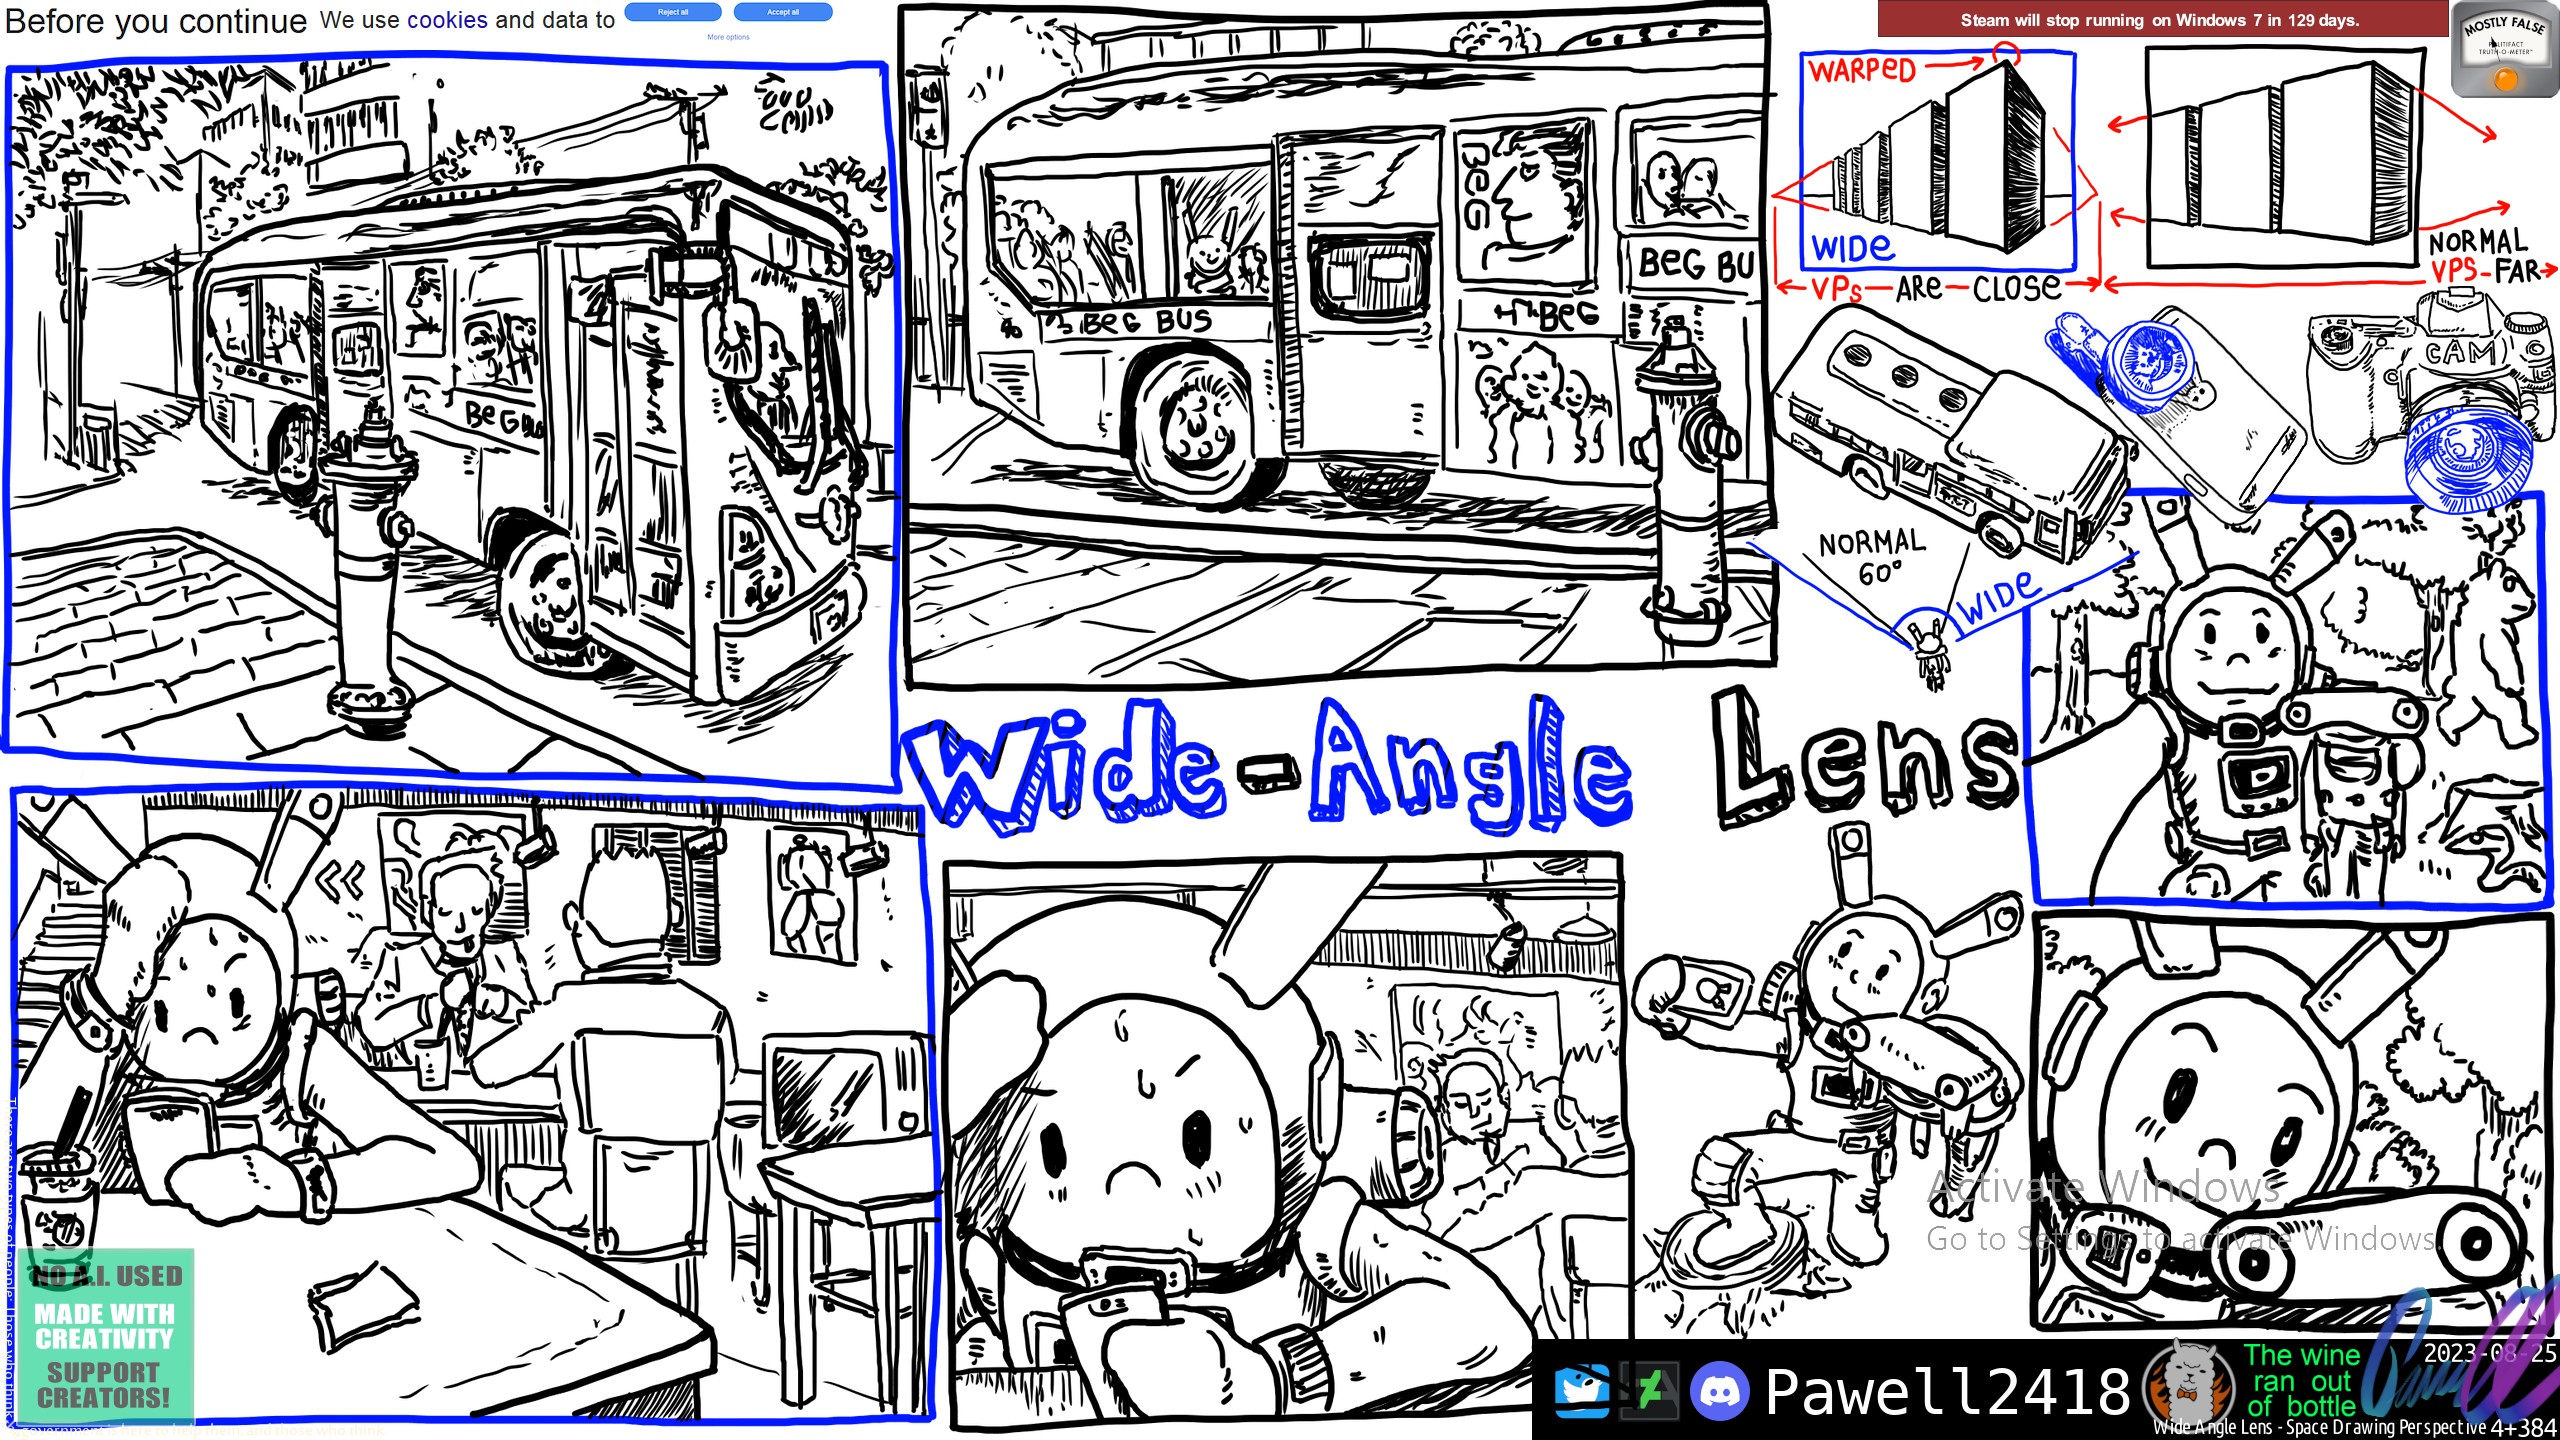 Before you continue We use cookies and data to
Reject all
Accept all
More options
Steam will stop running on Windows 7 in 129 days.
MOSTLY FALSE
POLITIFACT
TRUTH-O-METER™
WARPED
WIDE
VPs ARE CLOSE
NORMAL
VPS-FAR
BEG
BEG BU
BEG BUS
BEG
BEG
CAM
NORMAL
60°
WIDE
Wide-Angle Lens
Activate Windows
Go to Settings to activate Windows.
NO A.I. USED
MADE WITH
CREATIVITY
SUPPORT
CREATORS!
Pawell2418
The wine
ran out
of bottle
2023-08-25
Wide Angle Lens - Space Drawing Perspective 4+384